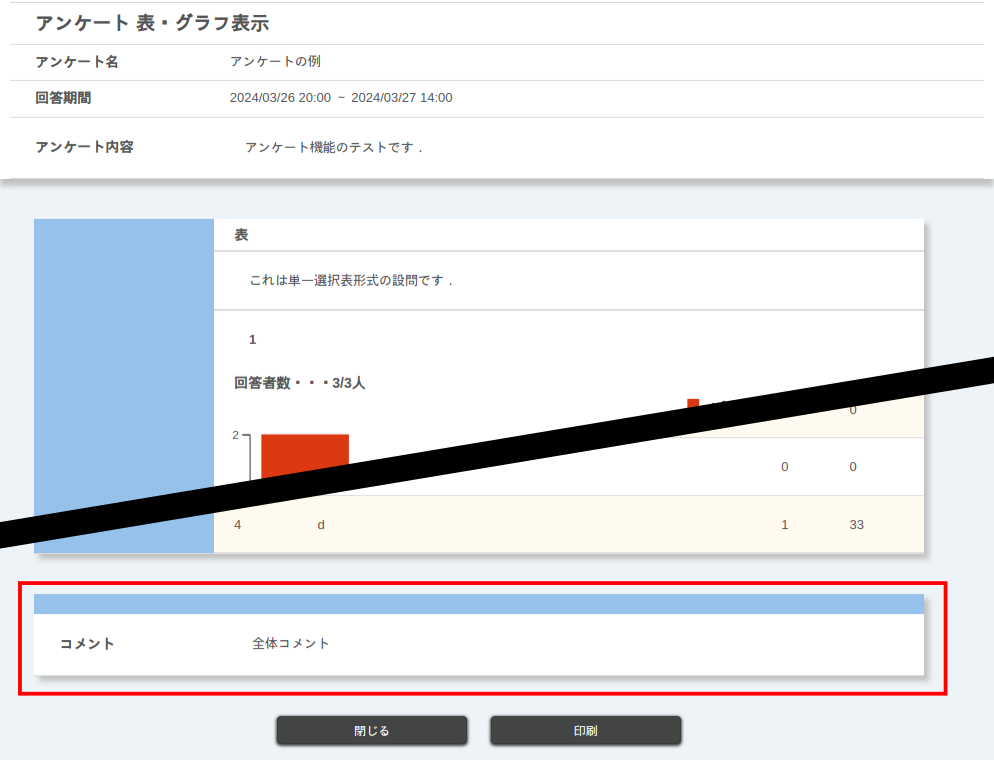 アンケート 表・グラフ表示
アンケート名 アンケートの例
回答期間 2024/03/26 20:00 ~ 2024/03/27 14:00
アンケート内容 アンケート機能のテストです．
表
これは単一選択表形式の設問です．
1
回答者数・・・3/3人
0
2
0 0
4 d 1 33
コメント 全体コメント
閉じる 印刷